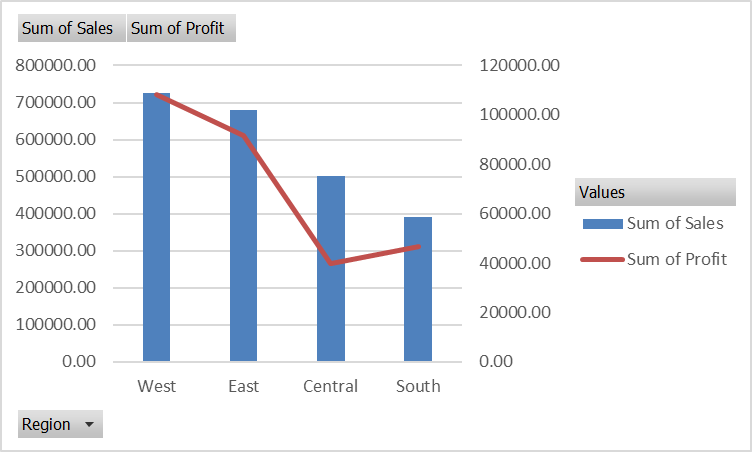 Sum of Sales Sum of Profit
800000.00
700000.00
600000.00
500000.00
400000.00
300000.00
200000.00
100000.00
0.00
120000.00
100000.00
80000.00
60000.00
40000.00
20000.00
0.00
West East Central South
Values
Sum of Sales
Sum of Profit
Region